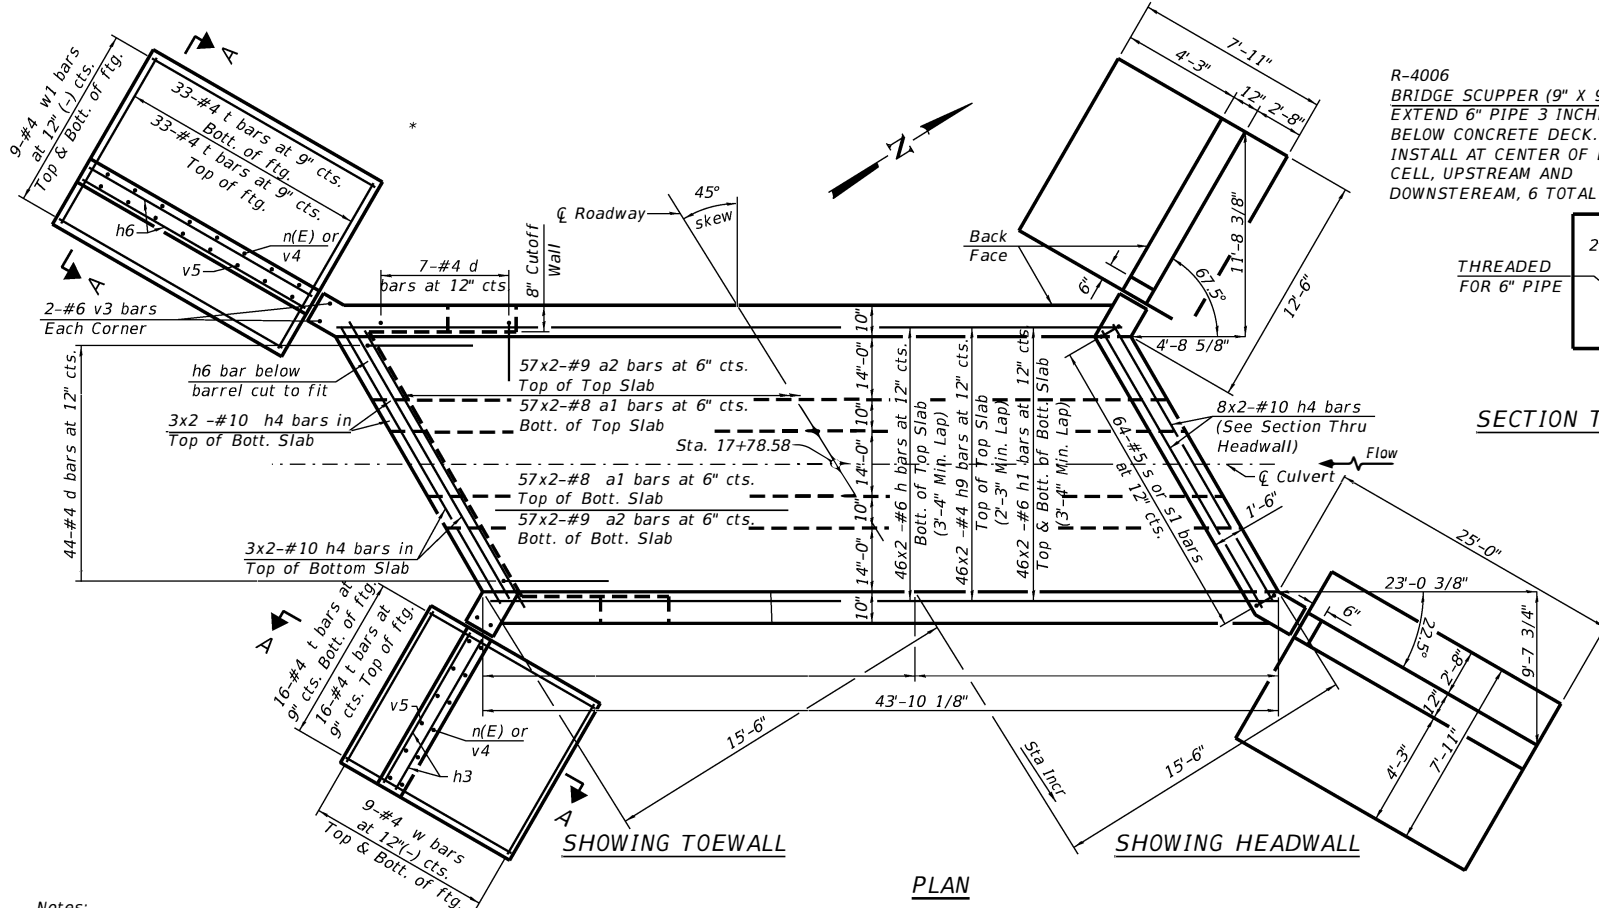 9-#4 w1 bars
at 12" (-) cts.
Top & Bott. of ftg.
A
33-#4 t bars at 9" cts.
Bott. of ftg.
33-#4 t bars at 9" cts.
Top of ftg.
h6
n(E) or
v4
v5
A
*
N
45°
skew
℄ Roadway
7-#4 d
bars at 12" cts
8" Cutoff
Wall
2-#6 v3 bars
Each Corner
44-#4 d bars at 12" cts.
h6 bar below
barrel cut to fit
3x2 -#10 h4 bars in
Top of Bott. Slab
3x2-#10 h4 bars in
Top of Bottom Slab
57x2-#9 a2 bars at 6" cts.
Top of Top Slab
57x2-#8 a1 bars at 6" cts.
Bott. of Top Slab
Sta. 17+78.58
57x2-#8 a1 bars at 6" cts.
Top of Bott. Slab
57x2-#9 a2 bars at 6" cts.
Bott. of Bott. Slab
10"
14'-0"
10"
14'-0"
10"
14'-0"
10"
46x2 -#6 h bars at 12" cts.
Bott. of Top Slab
(3'-4" Min. Lap)
46x2 -#4 h9 bars at 12" cts.
Top of Top Slab
(2'-3" Min. Lap)
46x2 -#6 h1 bars at 12" cts.
Top & Bott. of Bott. Slab
(3'-4" Min. Lap)
64-#5 s or s1 bars
at 12" cts.
Back
Face
7'-11"
4'-3"
12"
2'-8"
6"
67.5°
11'-8 3/8"
12'-6"
4'-8 5/8"
8x2-#10 h4 bars
(See Section Thru
Headwall)
Flow
℄ Culvert
1'-6"
R-4006
BRIDGE SCUPPER (9" X 9
EXTEND 6" PIPE 3 INCH
BELOW CONCRETE DECK.
INSTALL AT CENTER OF
CELL, UPSTREAM AND
DOWNSTEREAM, 6 TOTAL
2
THREADED
FOR 6" PIPE
SECTION T
25'-0"
23'-0 3/8"
6"
22.5°
9'-7 3/4"
2'-8"
12"
4'-3"
7'-11"
43'-10 1/8"
15'-6"
15'-6"
Sta Incr
A
16-#4 t bars at
9" cts. Bott. of ftg.
16-#4 t bars at
9" cts. Top of ftg.
v5
n(E) or
v4
h3
A
9-#4 w bars
at 12"(-) cts.
Top & Bott. of ftg.
SHOWING TOEWALL
SHOWING HEADWALL
PLAN
Notes: